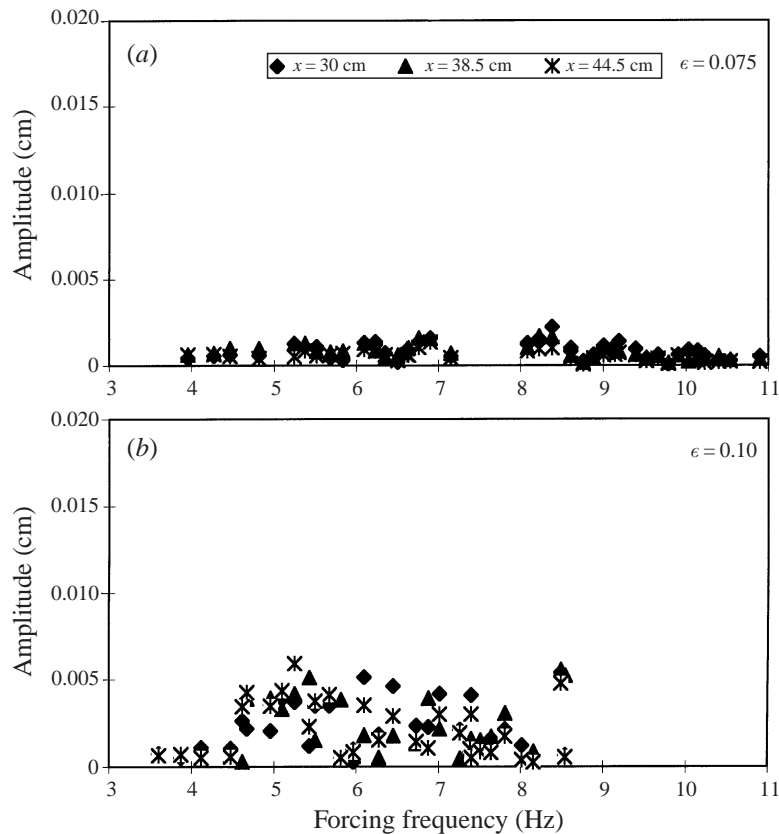 0.020
(a)
x = 30 cm x = 38.5 cm x = 44.5 cm
ϵ = 0.075
0.015
Amplitude (cm)
0.010
0.005
0
3 4 5 6 7 8 9 10 11
0.020
(b)
ϵ = 0.10
0.015
Amplitude (cm)
0.010
0.005
0
3 4 5 6 7 8 9 10 11
Forcing frequency (Hz)